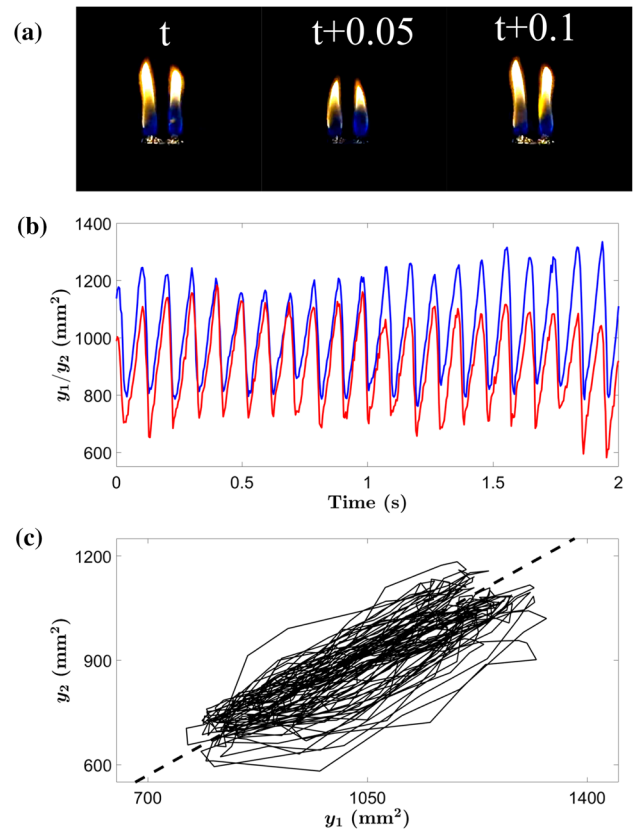 (a)
t
t+0.05
t+0.1
(b)
1400
1200
1000
800
600
y₁/y₂ (mm²)
0
0.5
1
1.5
2
Time (s)
(c)
1200
900
600
y₂ (mm²)
700
1050
1400
y₁ (mm²)